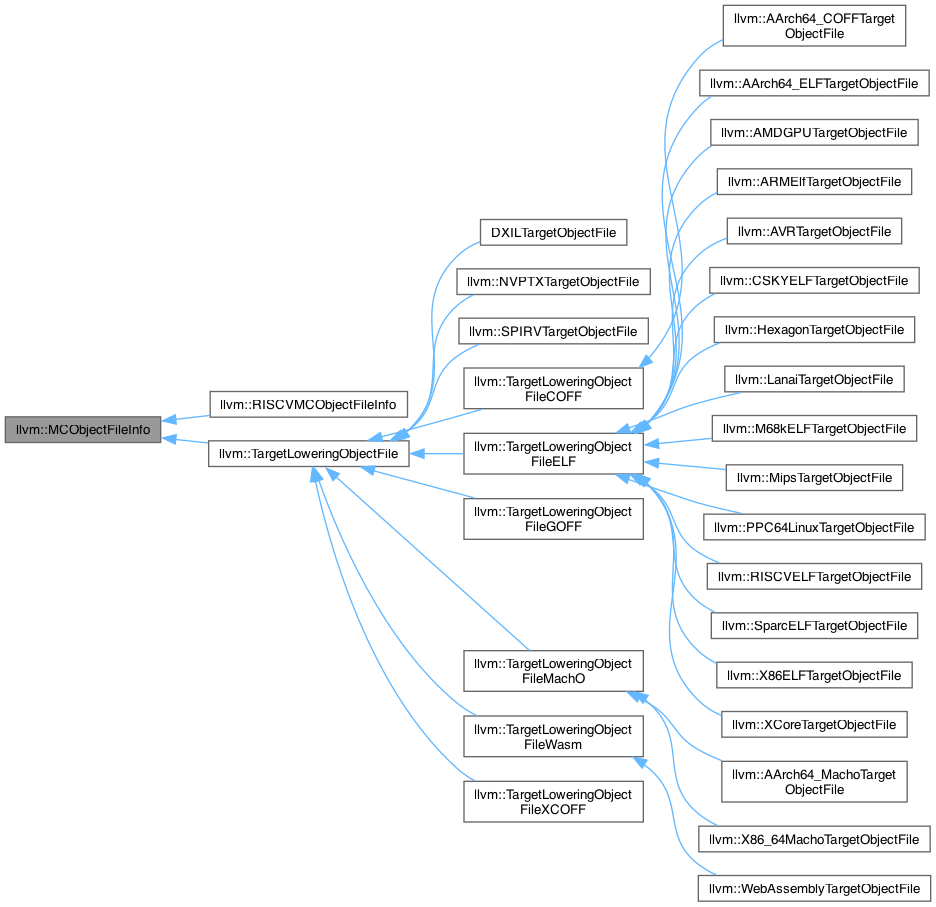 llvm::MCObjectFileInfo
llvm::RISCVMCObjectFileInfo
llvm::TargetLoweringObjectFile
DXILTargetObjectFile
llvm::NVPTXTargetObjectFile
llvm::SPIRVTargetObjectFile
llvm::TargetLoweringObject
FileCOFF
llvm::TargetLoweringObject
FileELF
llvm::TargetLoweringObject
FileGOFF
llvm::TargetLoweringObject
FileMachO
llvm::TargetLoweringObject
FileWasm
llvm::TargetLoweringObject
FileXCOFF
llvm::AArch64_COFFTarget
ObjectFile
llvm::AArch64_ELFTargetObjectFile
llvm::AMDGPUTargetObjectFile
llvm::ARMElfTargetObjectFile
llvm::AVRTargetObjectFile
llvm::CSKYELFTargetObjectFile
llvm::HexagonTargetObjectFile
llvm::LanaiTargetObjectFile
llvm::M68kELFTargetObjectFile
llvm::MipsTargetObjectFile
llvm::PPC64LinuxTargetObjectFile
llvm::RISCVELFTargetObjectFile
llvm::SparcELFTargetObjectFile
llvm::X86ELFTargetObjectFile
llvm::XCoreTargetObjectFile
llvm::AArch64_MachoTarget
ObjectFile
llvm::X86_64MachoTargetObjectFile
llvm::WebAssemblyTargetObjectFile